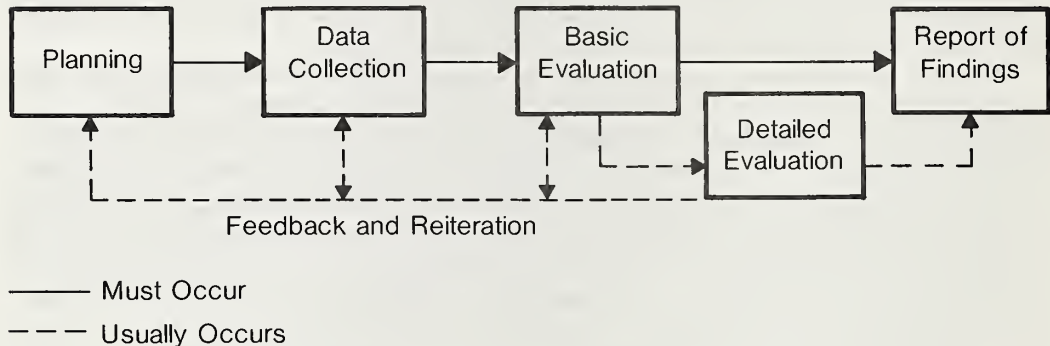 Planning
Data
Collection
Basic
Evaluation
Report of
Findings
Detailed
Evaluation
Feedback and Reiteration
Must Occur
Usually Occurs